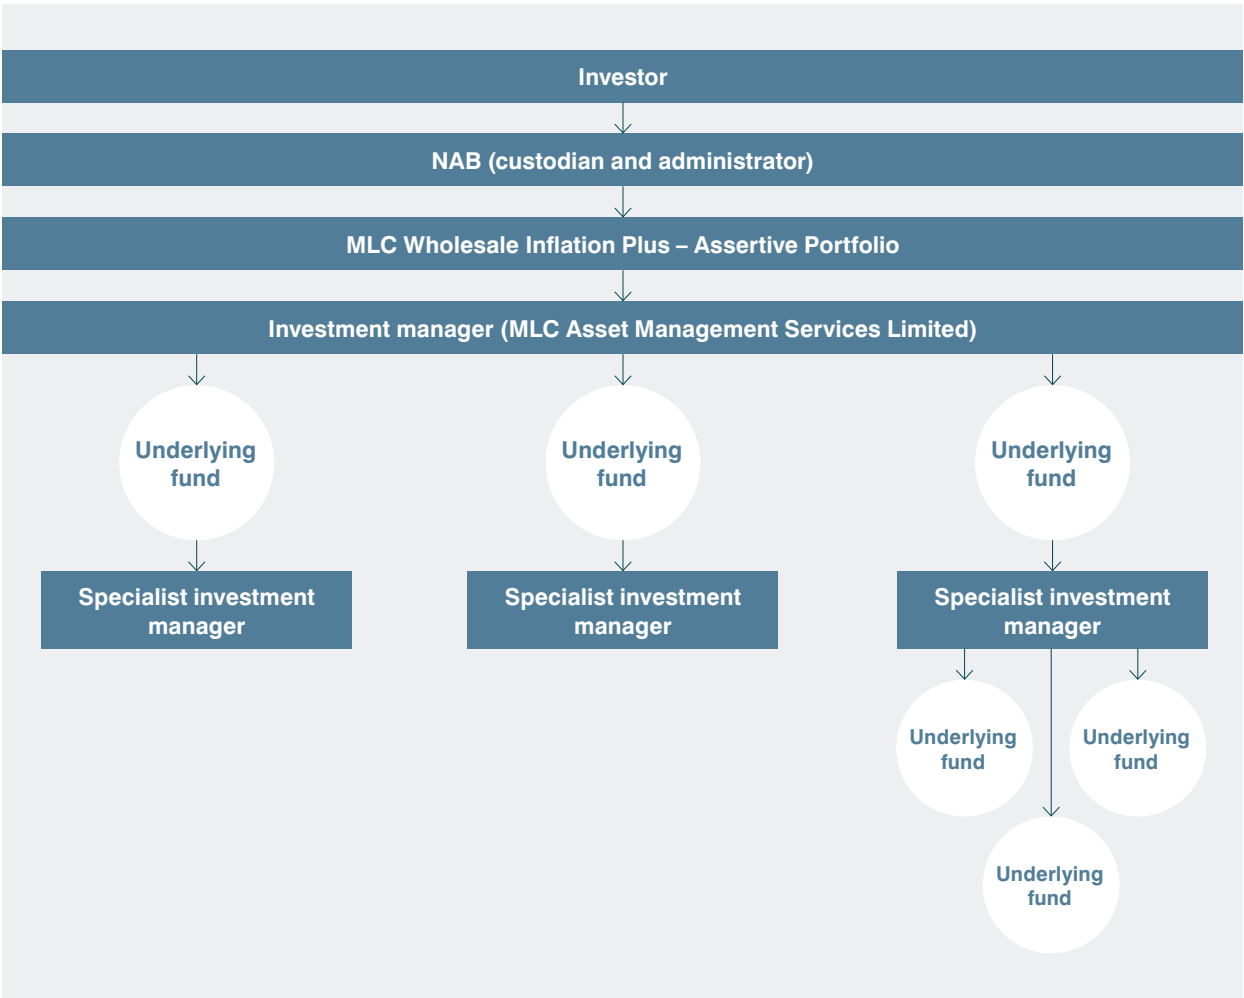 Investor
NAB (custodian and administrator)
MLC Wholesale Inflation Plus – Assertive Portfolio
Investment manager (MLC Asset Management Services Limited)
Underlying
fund
Underlying
fund
Underlying
fund
Specialist investment
manager
Specialist investment
manager
Specialist investment
manager
Underlying
fund
Underlying
fund
Underlying
fund